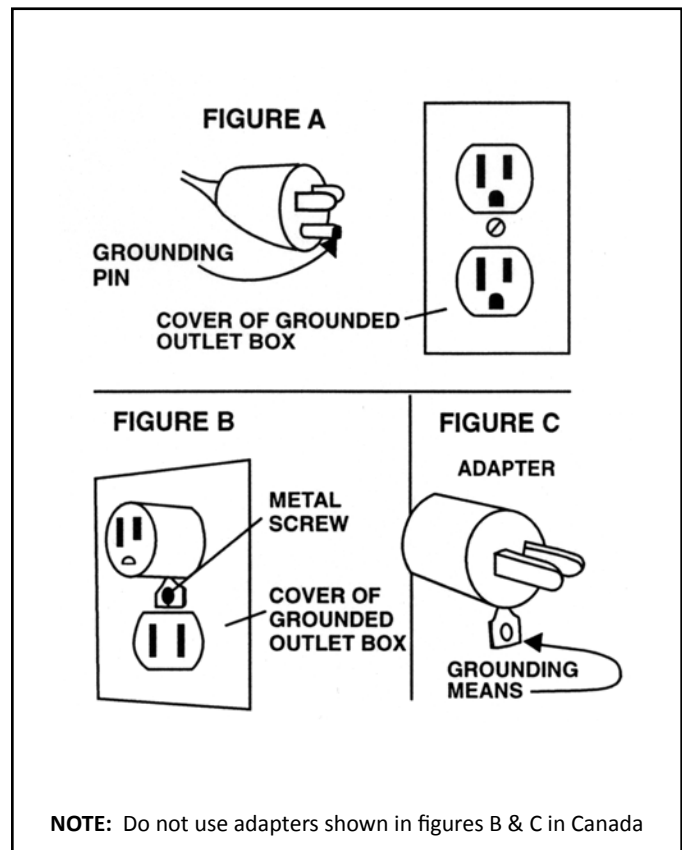 FIGURE A
GROUNDING
PIN
COVER OF GROUNDED
OUTLET BOX
FIGURE B
METAL
SCREW
COVER OF
GROUNDED
OUTLET BOX
FIGURE C
ADAPTER
GROUNDING
MEANS
NOTE: Do not use adapters shown in figures B & C in Canada